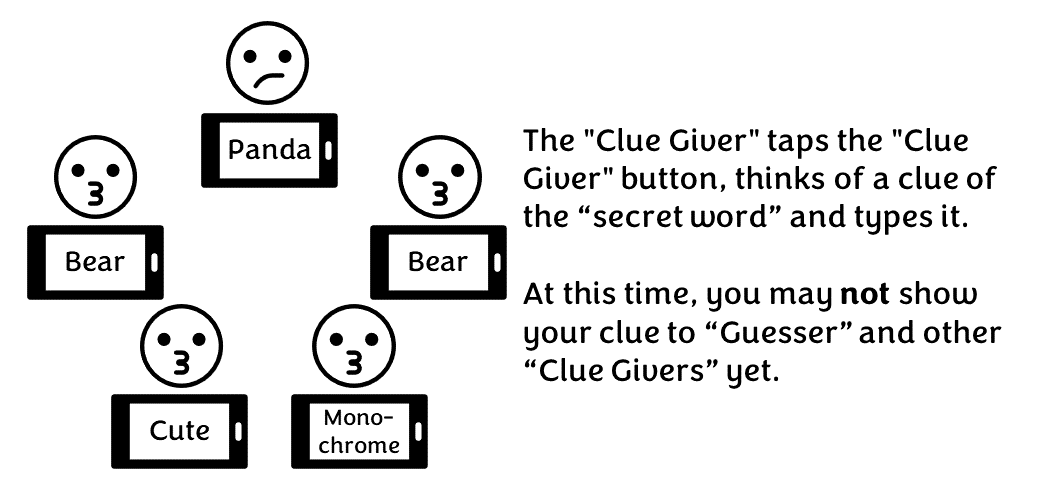 Panda
Bear
Bear
Cute
Mono-
chrome
The "Clue Giver" taps the "Clue
Giver" button, thinks of a clue of
the “secret word” and types it.
At this time, you may not show
your clue to “Guesser” and other
“Clue Givers” yet.